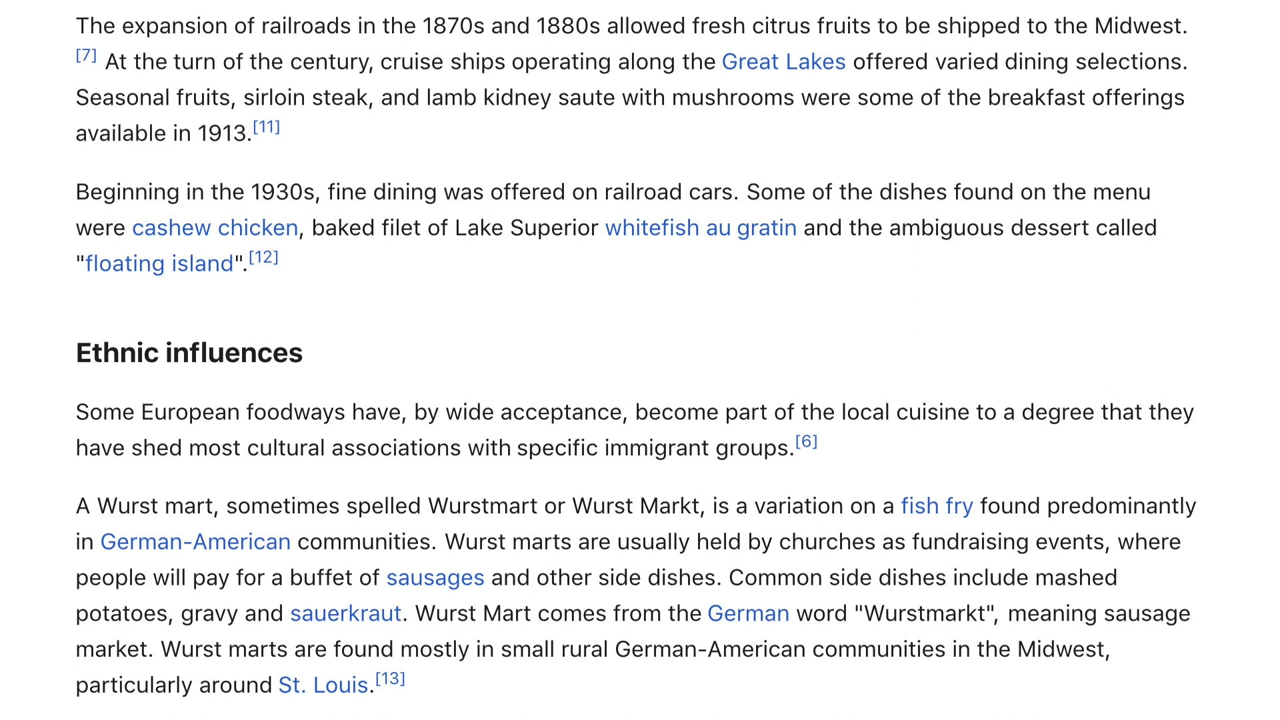 The expansion of railroads in the 1870s and 1880s allowed fresh citrus fruits to be shipped to the Midwest.
[7] At the turn of the century, cruise ships operating along the Great Lakes offered varied dining selections.
Seasonal fruits, sirloin steak, and lamb kidney saute with mushrooms were some of the breakfast offerings
available in 1913.[11]
Beginning in the 1930s, fine dining was offered on railroad cars. Some of the dishes found on the menu
were cashew chicken, baked filet of Lake Superior whitefish au gratin and the ambiguous dessert called
"floating island".[12]
Ethnic influences
Some European foodways have, by wide acceptance, become part of the local cuisine to a degree that they
have shed most cultural associations with specific immigrant groups.[6]
A Wurst mart, sometimes spelled Wurstmart or Wurst Markt, is a variation on a fish fry found predominantly
in German-American communities. Wurst marts are usually held by churches as fundraising events, where
people will pay for a buffet of sausages and other side dishes. Common side dishes include mashed
potatoes, gravy and sauerkraut. Wurst Mart comes from the German word "Wurstmarkt", meaning sausage
market. Wurst marts are found mostly in small rural German-American communities in the Midwest,
particularly around St. Louis.[13]